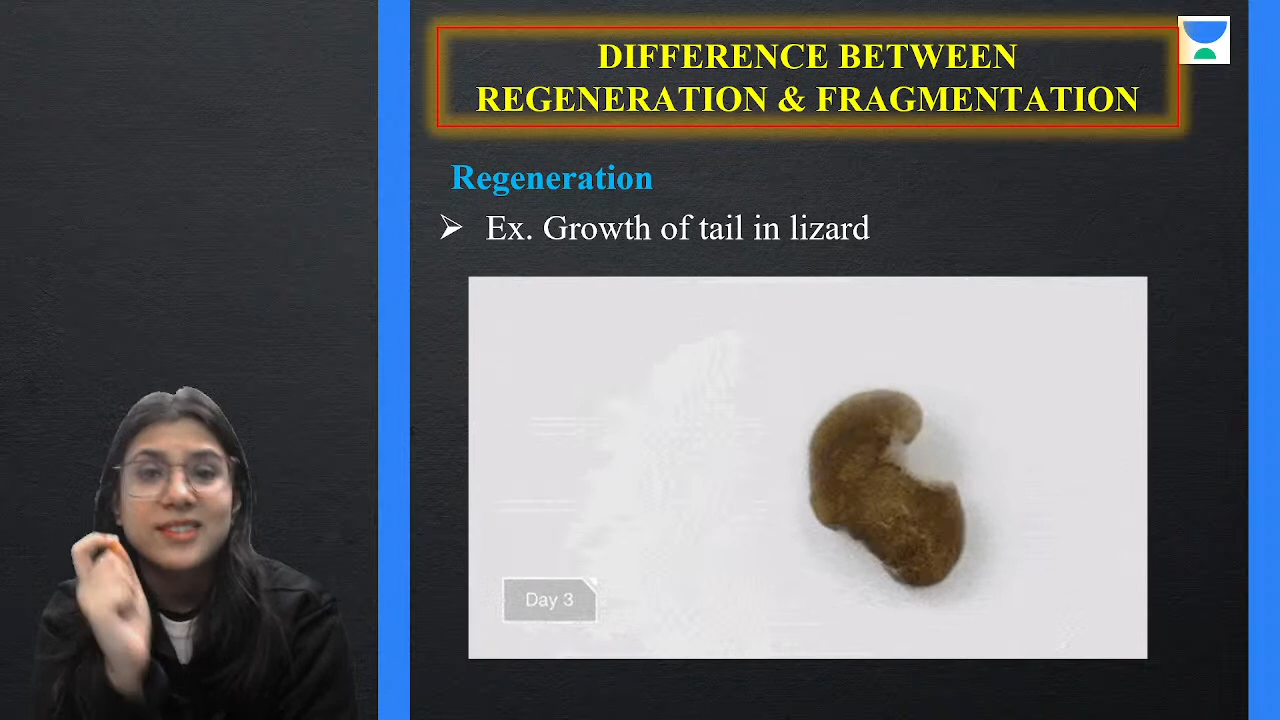 DIFFERENCE BETWEEN
REGENERATION & FRAGMENTATION
Regeneration
Ex. Growth of tail in lizard
Day 3